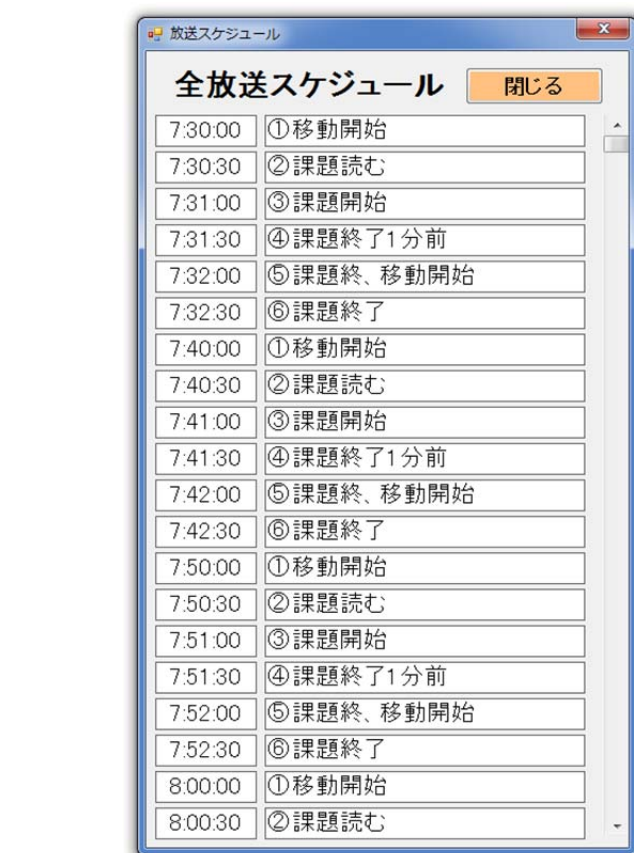 放送スケジュール
全放送スケジュール 閉じる
7:30:00 ①移動開始
7:30:30 ②課題読む
7:31:00 ③課題開始
7:31:30 ④課題終了1分前
7:32:00 ⑤課題終、移動開始
7:32:30 ⑥課題終了
7:40:00 ①移動開始
7:40:30 ②課題読む
7:41:00 ③課題開始
7:41:30 ④課題終了1分前
7:42:00 ⑤課題終、移動開始
7:42:30 ⑥課題終了
7:50:00 ①移動開始
7:50:30 ②課題読む
7:51:00 ③課題開始
7:51:30 ④課題終了1分前
7:52:00 ⑤課題終、移動開始
7:52:30 ⑥課題終了
8:00:00 ①移動開始
8:00:30 ②課題読む